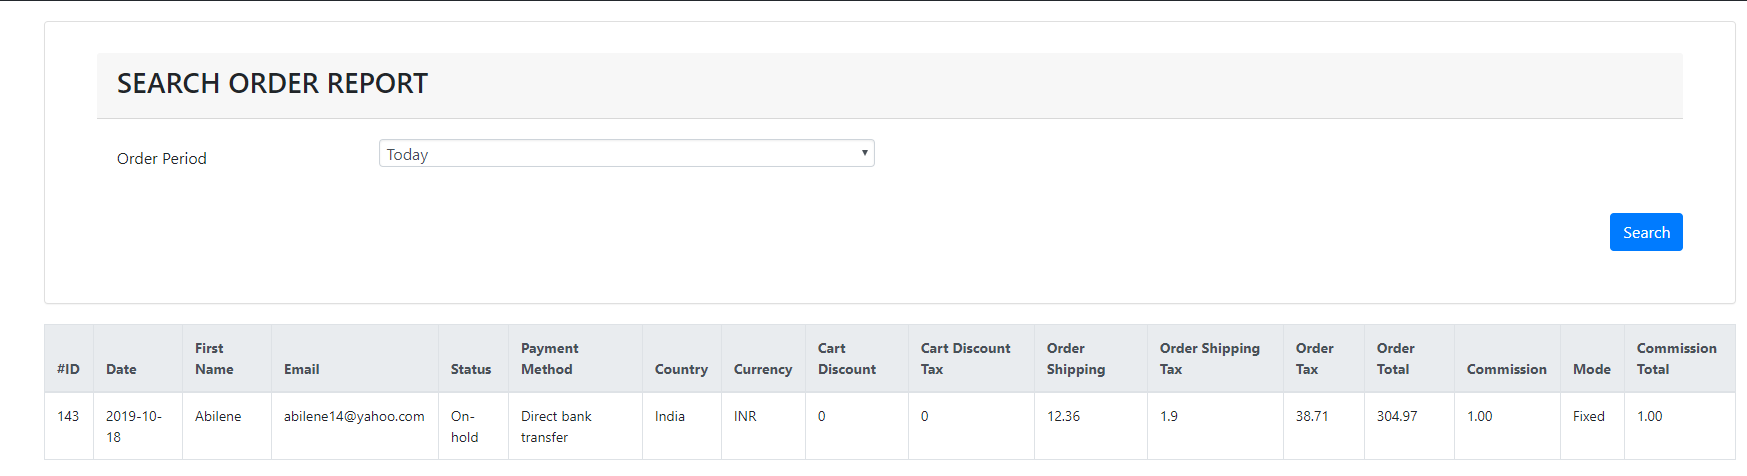 SEARCH ORDER REPORT
Order Period
Today
Search
#ID Date First Name Email Status Payment Method Country Currency Cart Discount Cart Discount Tax Order Shipping Order Shipping Tax Order Tax Order Total Commission Mode Commission Total
143 2019-10-18 Abilene abilene14@yahoo.com On-hold Direct bank transfer India INR 0 0 12.36 1.9 38.71 304.97 1.00 Fixed 1.00